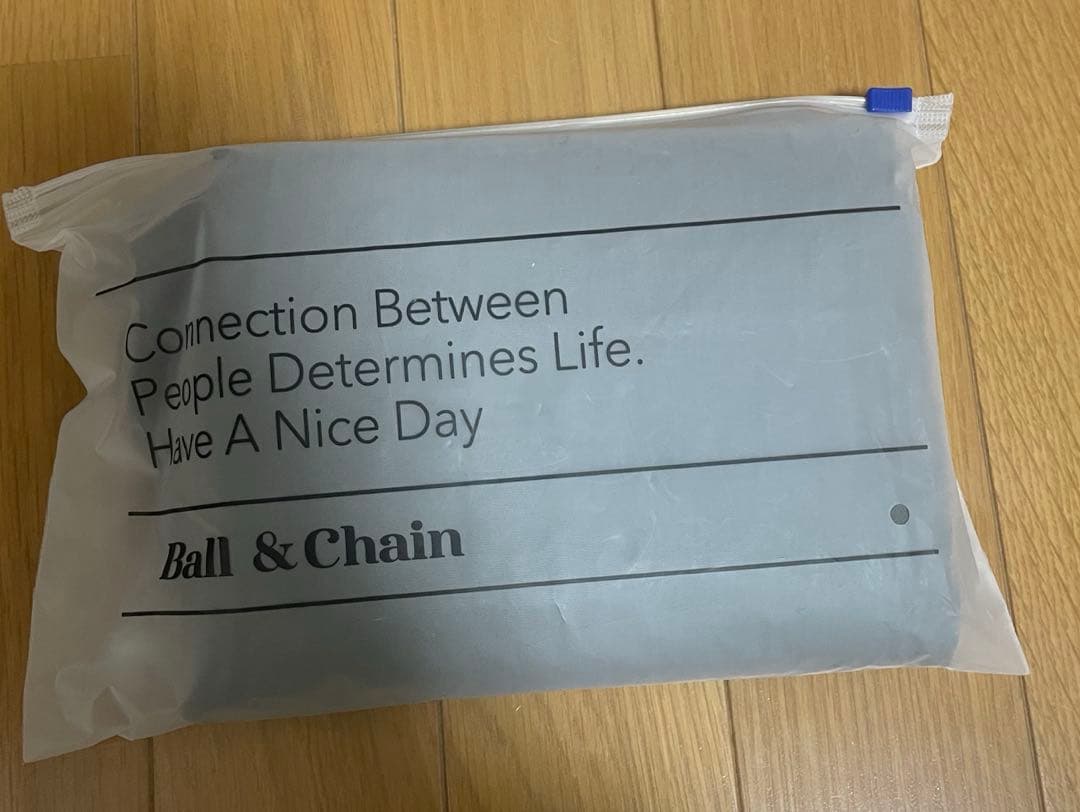 Connection Between
People Determines Life.
Have A Nice Day
Ball & Chain